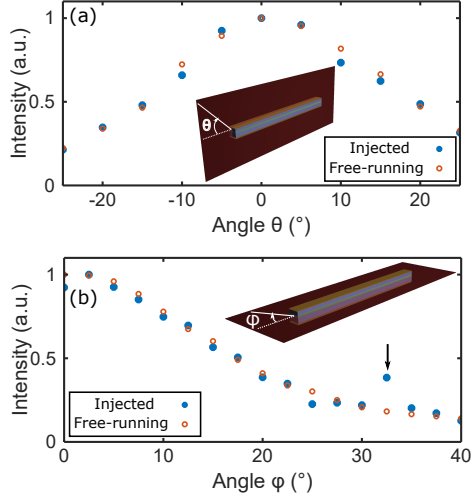 (a)
Intensity (a.u.)
1
0.5
0
θ
Injected
Free-running
-20 -10 0 10 20
Angle θ (°)
(b)
Intensity (a.u.)
1
0.5
0
φ
Injected
Free-running
0 10 20 30 40
Angle φ (°)